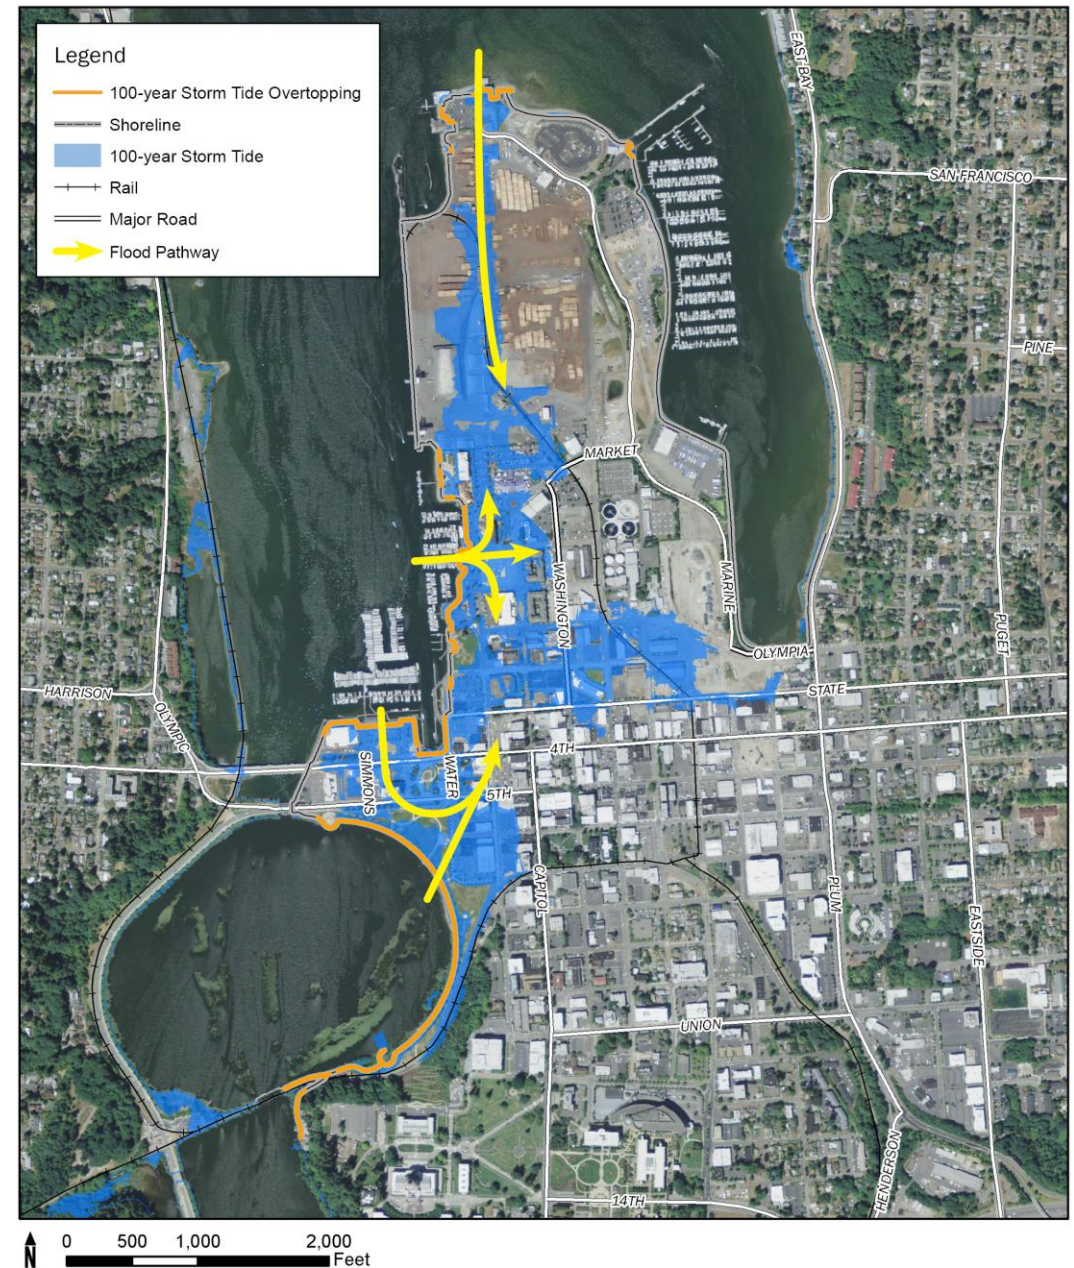 Legend
100-year Storm Tide Overtopping
Shoreline
100-year Storm Tide
Rail
Major Road
Flood Pathway
EAST BAY
SAN FRANCISCO
PINE
MARKET
WASHINGTON
MARINE
PUGET
OLYMPIA
HARRISON
STATE
OLYMPIC
4TH
SIMMONS
WATER
5TH
CAPITOL
PLUM
EASTSIDE
UNION
HENDERSON
14TH
N
0 500 1,000 2,000
Feet